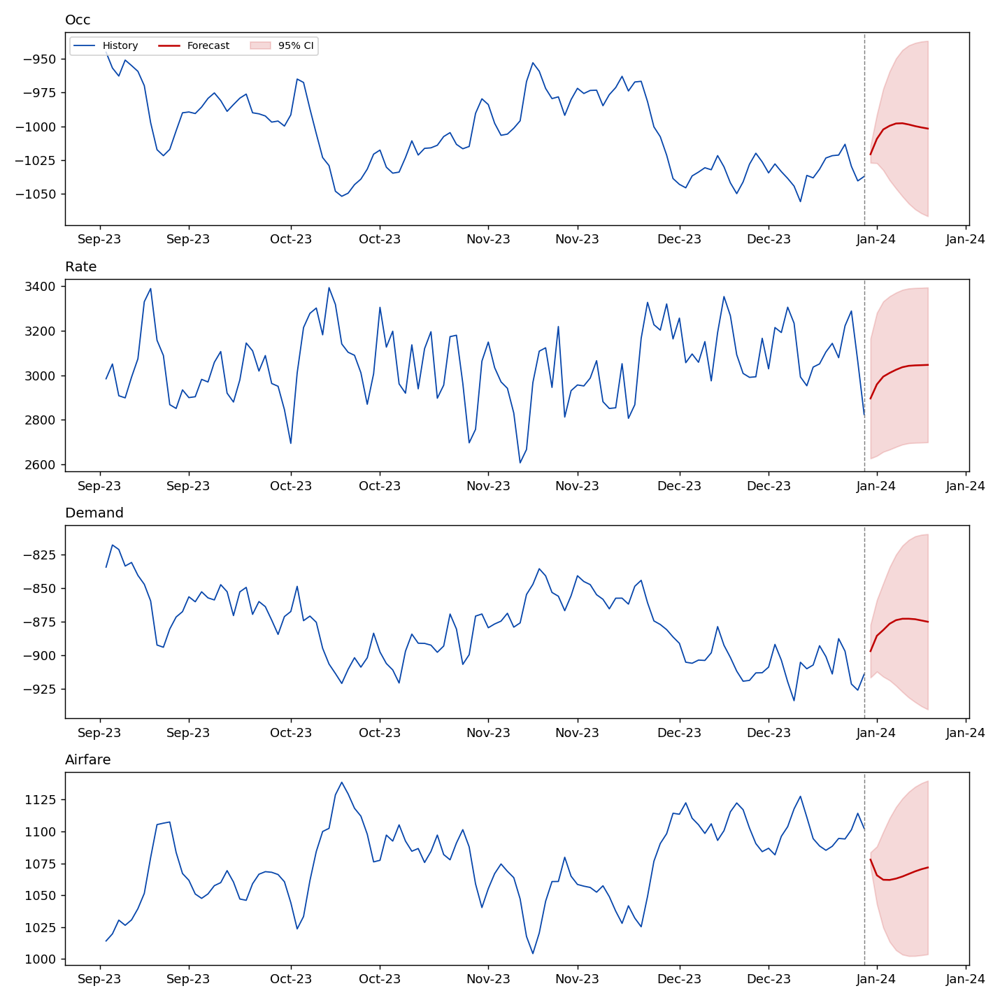 Occ
History Forecast 95% CI
−950
−975
−1000
−1025
−1050
Sep-23 Sep-23 Oct-23 Oct-23 Nov-23 Nov-23 Dec-23 Dec-23 Jan-24 Jan-24
Rate
3400
3200
3000
2800
2600
Sep-23 Sep-23 Oct-23 Oct-23 Nov-23 Nov-23 Dec-23 Dec-23 Jan-24 Jan-24
Demand
−825
−850
−875
−900
−925
Sep-23 Sep-23 Oct-23 Oct-23 Nov-23 Nov-23 Dec-23 Dec-23 Jan-24 Jan-24
Airfare
1125
1100
1075
1050
1025
1000
Sep-23 Sep-23 Oct-23 Oct-23 Nov-23 Nov-23 Dec-23 Dec-23 Jan-24 Jan-24